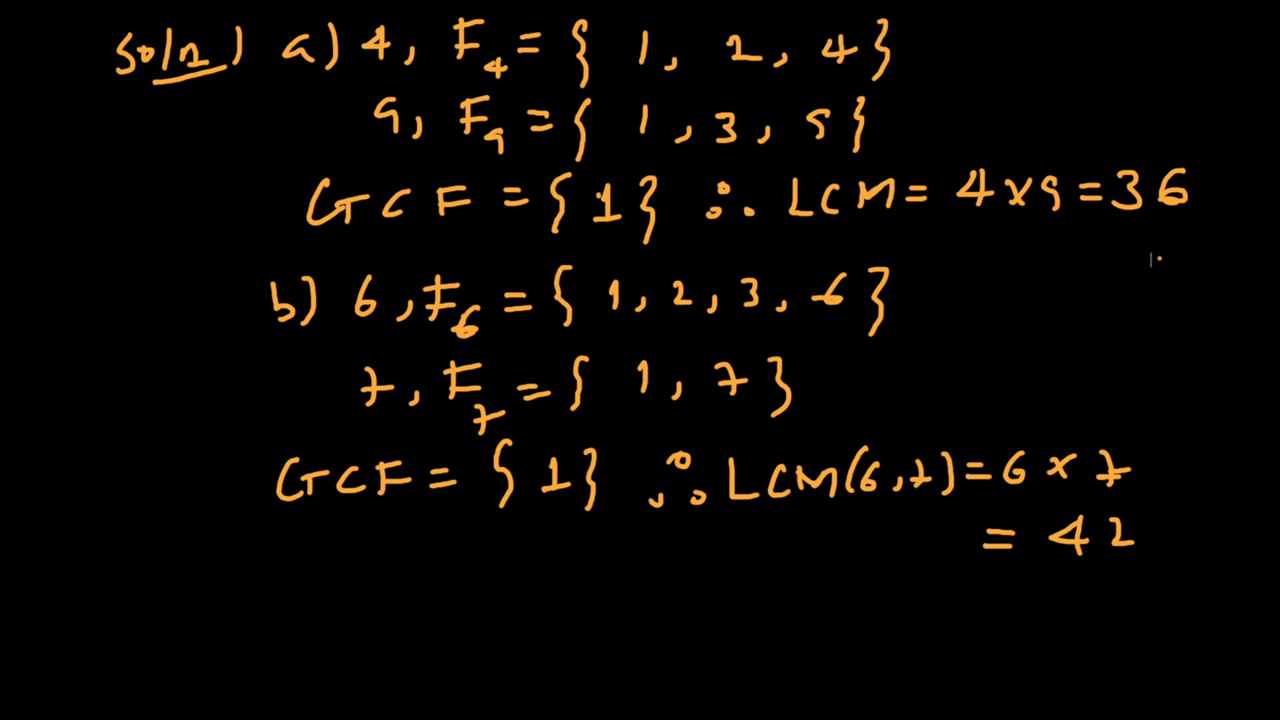 Soln) a) 4, F₄ = { 1, 2, 4}
9, F₉ = { 1, 3, 9}
GCF = {1} ∴ LCM = 4×9 = 36
b) 6, F₆ = { 1, 2, 3, 6}
7, F₇ = { 1, 7}
GCF = {1} ∴ LCM(6,7) = 6 × 7
= 42